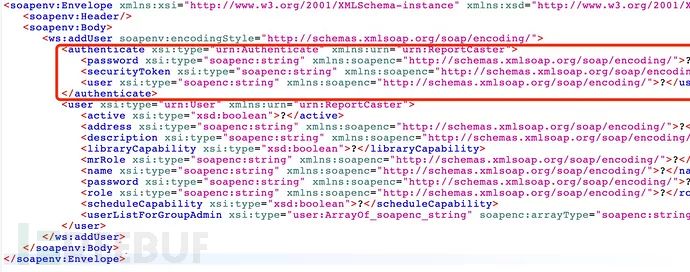 <soapenv:Envelope xmlns:xsi="http://www.w3.org/2001/XMLSchema-instance" xmlns:xsd="http://www.w3.org/200
<soapenv:Header/>
<soapenv:Body>
<ws:addUser soapenv:encodingStyle="http://schemas.xmlsoap.org/soap/encoding/">
<authenticate xsi:type="urn:Authenticate" xmlns:urn="urn:ReportCaster">
<password xsi:type="soapenc:string" xmlns:soapenc="http://schemas.xmlsoap.org/soap/encoding/">?
<securityToken xsi:type="soapenc:string" xmlns:soapenc="http://schemas.xmlsoap.org/soap/encodin
<user xsi:type="soapenc:string" xmlns:soapenc="http://schemas.xmlsoap.org/soap/encoding/">?</us
</authenticate>
<user xsi:type="urn:User" xmlns:urn="urn:ReportCaster">
<active xsi:type="xsd:boolean">?</active>
<address xsi:type="soapenc:string" xmlns:soapenc="http://schemas.xmlsoap.org/soap/encoding/">?<
<description xsi:type="soapenc:string" xmlns:soapenc="http://schemas.xmlsoap.org/soap/encoding/
<libraryCapability xsi:type="xsd:boolean">?</libraryCapability>
<mrRole xsi:type="soapenc:string" xmlns:soapenc="http://schemas.xmlsoap.org/soap/encoding/">?</
<name xsi:type="soapenc:string" xmlns:soapenc="http://schemas.xmlsoap.org/soap/encoding/">?</na
<password xsi:type="soapenc:string" xmlns:soapenc="http://schemas.xmlsoap.org/soap/encoding/">?
<role xsi:type="soapenc:string" xmlns:soapenc="http://schemas.xmlsoap.org/soap/encoding/">?</ro
<scheduleCapability xsi:type="xsd:boolean">?</scheduleCapability>
<userListForGroupAdmin xsi:type="user:ArrayOf_soapenc_string" soapenc:arrayType="soapenc:string
</user>
</ws:addUser>
</soapenv:Body>
</soapenv:Envelope>